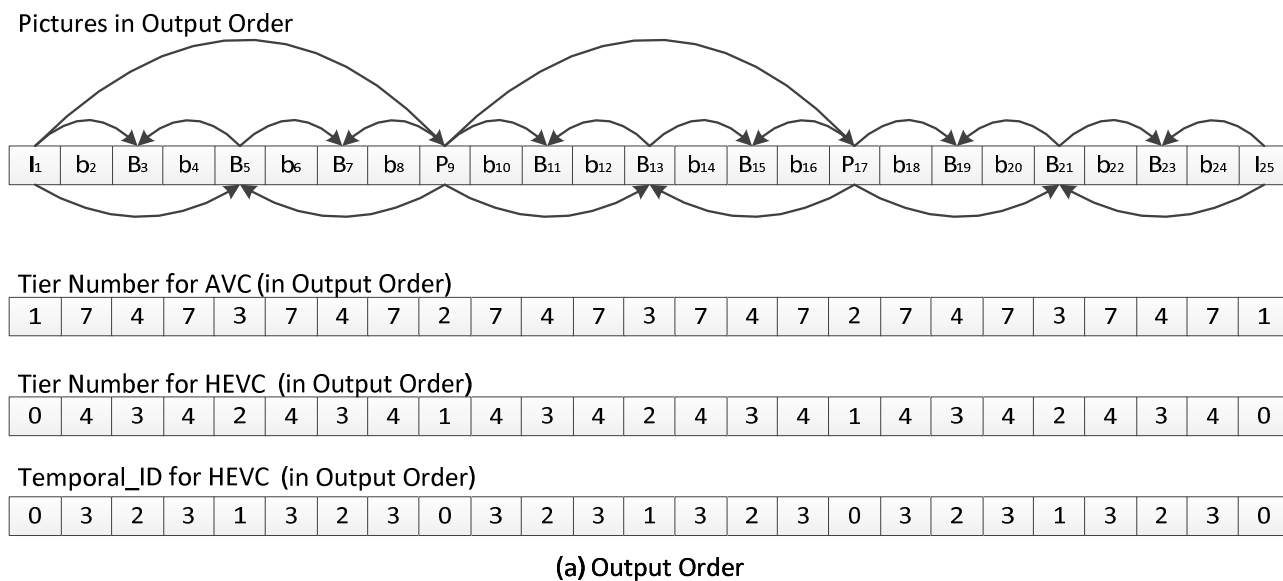 Pictures in Output Order
I1 b2 B3 b4 B5 b6 B7 b8 P9 b10 B11 b12 B13 b14 B15 b16 P17 b18 B19 b20 B21 b22 B23 b24 I25
Tier Number for AVC (in Output Order)
1 7 4 7 3 7 4 7 2 7 4 7 3 7 4 7 2 7 4 7 3 7 4 7 1
Tier Number for HEVC (in Output Order)
0 4 3 4 2 4 3 4 1 4 3 4 2 4 3 4 1 4 3 4 2 4 3 4 0
Temporal_ID for HEVC (in Output Order)
0 3 2 3 1 3 2 3 0 3 2 3 1 3 2 3 0 3 2 3 1 3 2 3 0
(a) Output Order